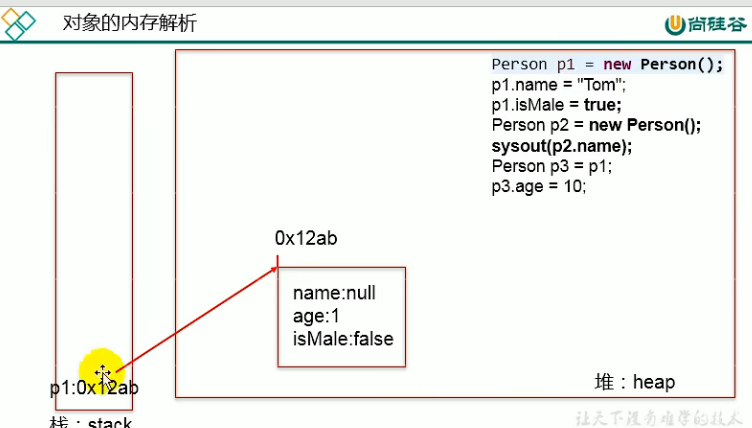 对象的内存解析
尚硅谷
Person p1 = new Person();
p1.name = "Tom";
p1.isMale = true;
Person p2 = new Person();
sysout(p2.name);
Person p3 = p1;
p3.age = 10;
0x12ab
name:null
age:1
isMale:false
p1:0x12ab
堆：heap
栈：stack
让天下没有难学的技术